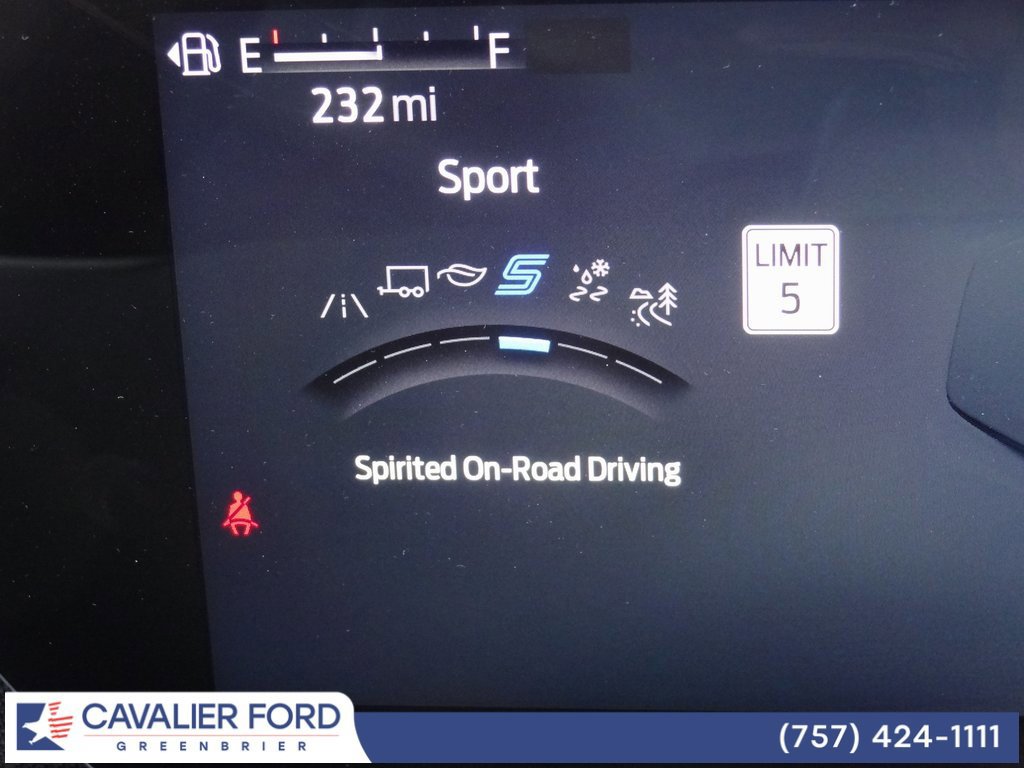 E F
232 mi
Sport
LIMIT
5
Spirited On-Road Driving
CAVALIER FORD
GREENBRIER
(757) 424-1111